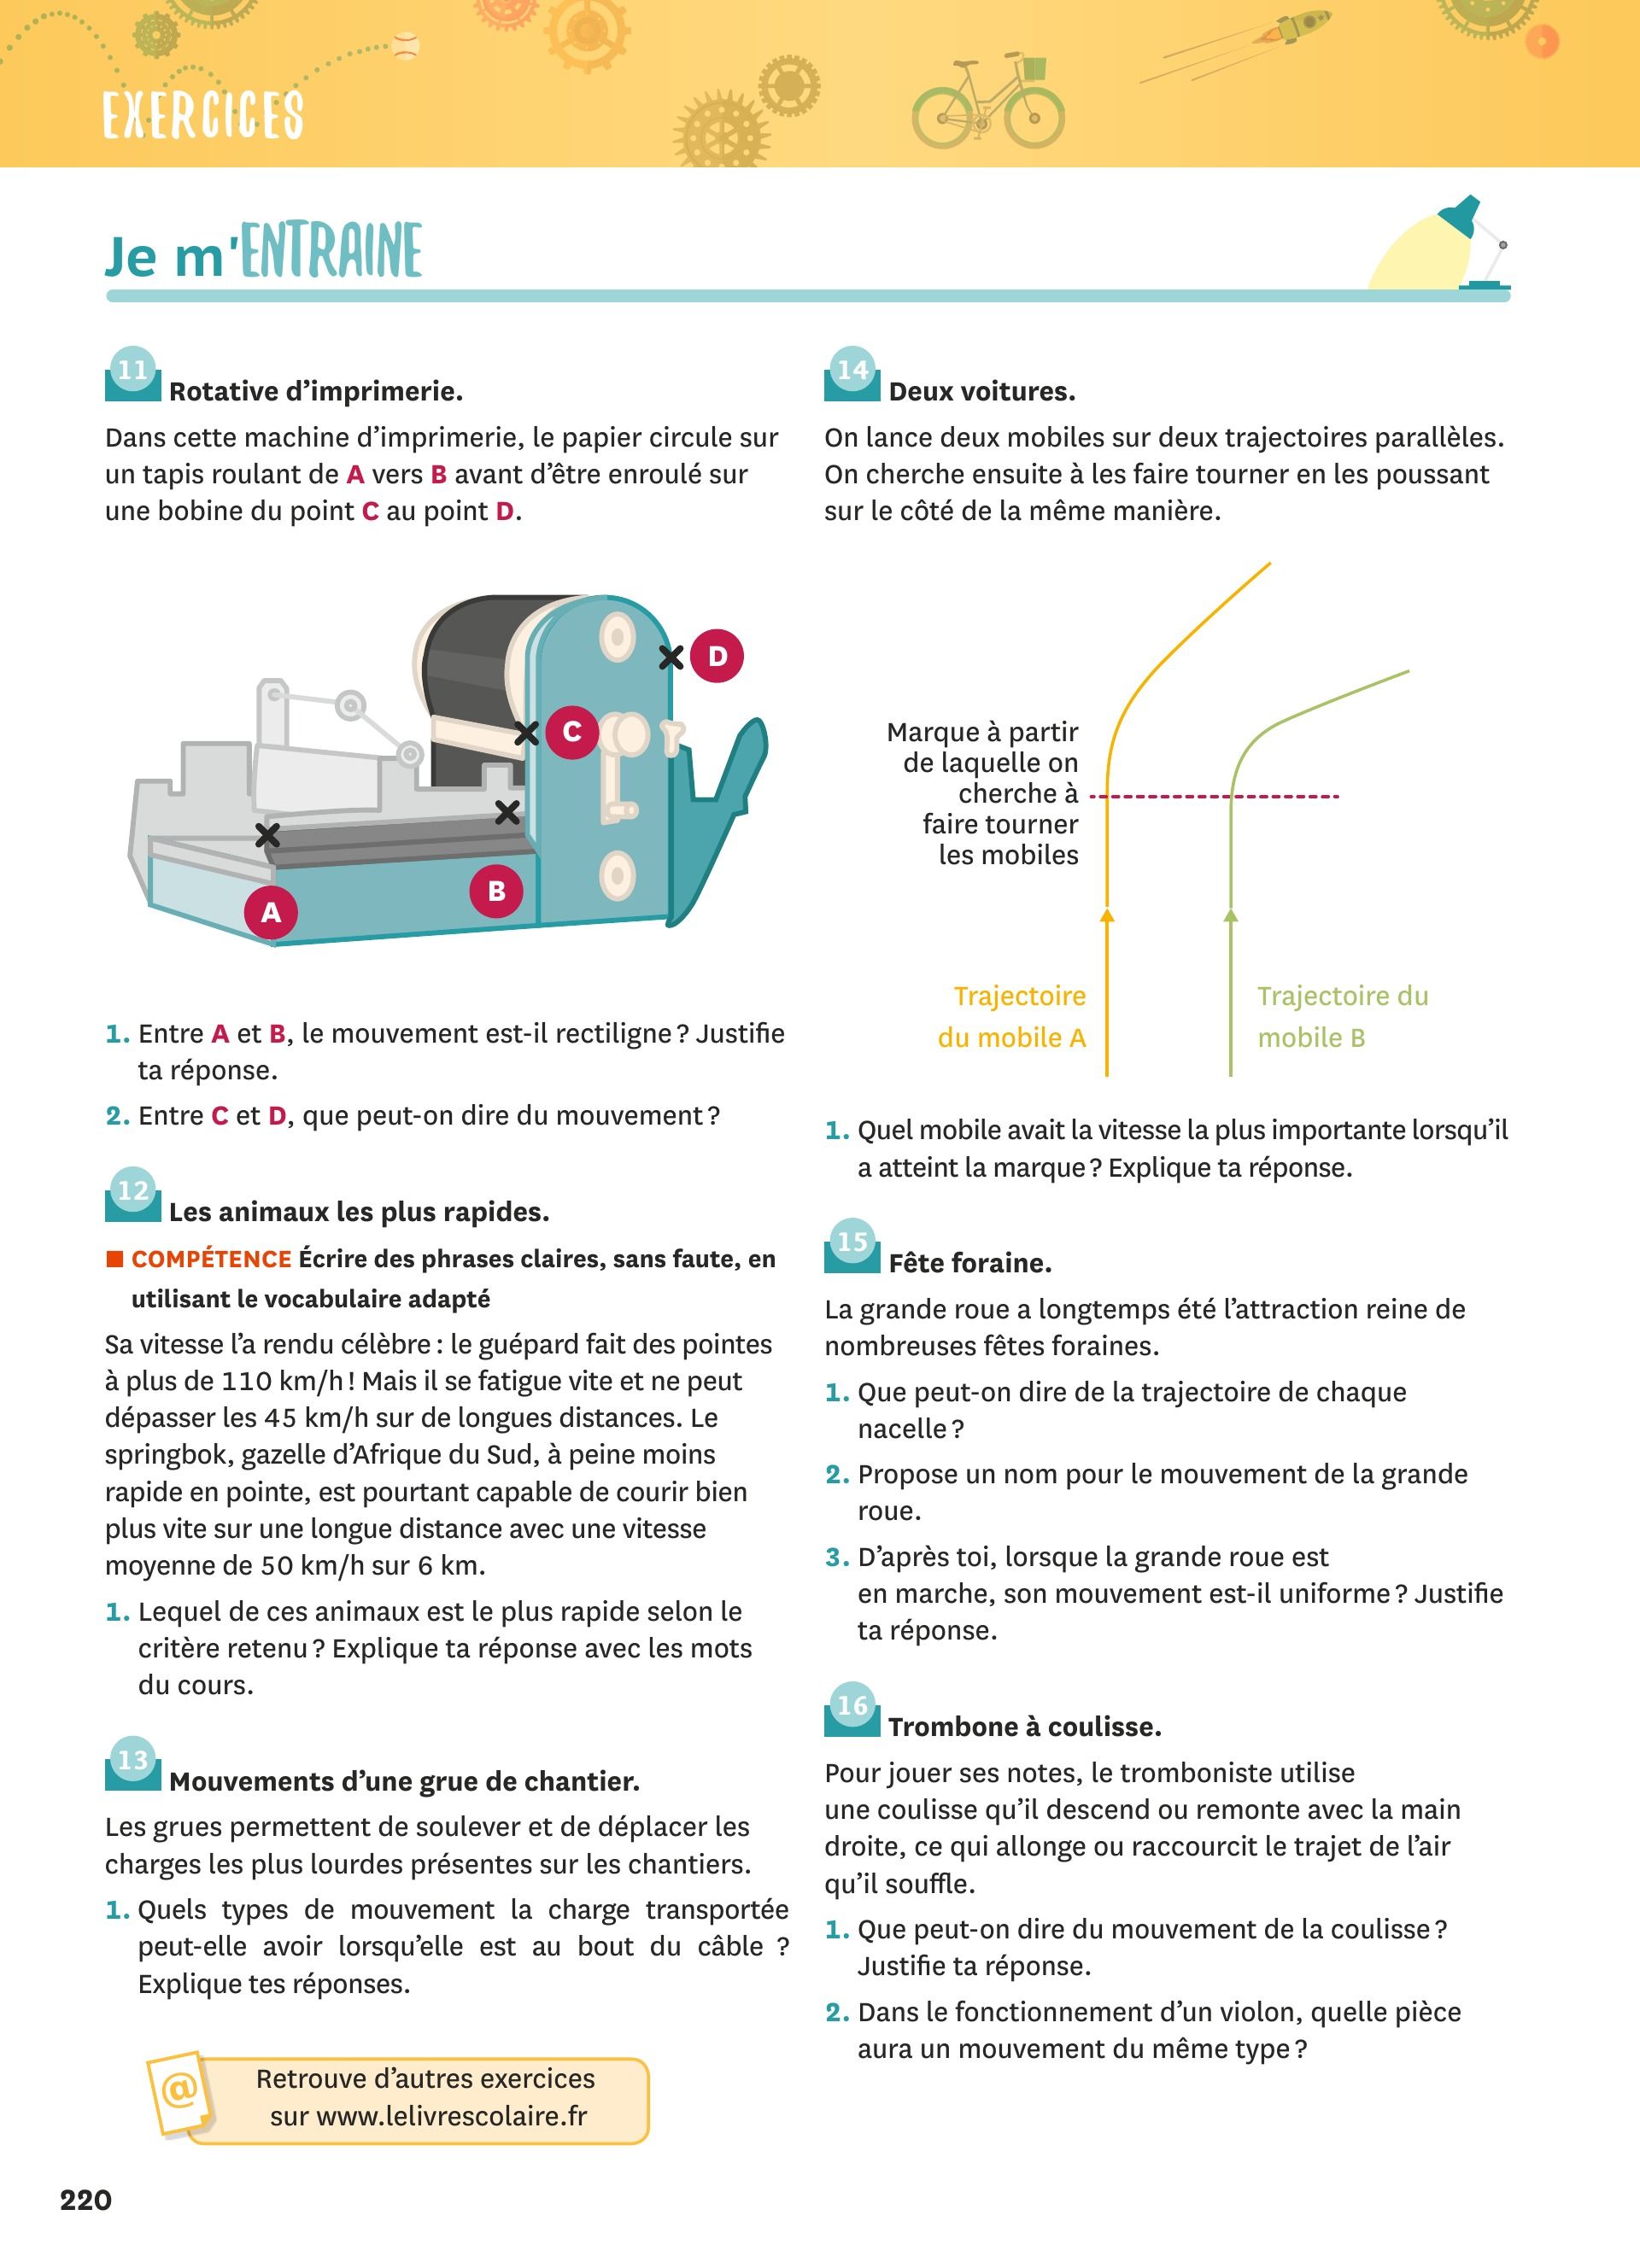 EXERCICES
Je m'ENTRAINE
11 Rotative d’imprimerie.
Dans cette machine d’imprimerie, le papier circule sur
un tapis roulant de A vers B avant d’être enroulé sur
une bobine du point C au point D.
D
C
B
A
1. Entre A et B, le mouvement est-il rectiligne ? Justifie
ta réponse.
2. Entre C et D, que peut-on dire du mouvement ?
12 Les animaux les plus rapides.
COMPÉTENCE Écrire des phrases claires, sans faute, en
utilisant le vocabulaire adapté
Sa vitesse l’a rendu célèbre : le guépard fait des pointes
à plus de 110 km/h ! Mais il se fatigue vite et ne peut
dépasser les 45 km/h sur de longues distances. Le
springbok, gazelle d’Afrique du Sud, à peine moins
rapide en pointe, est pourtant capable de courir bien
plus vite sur une longue distance avec une vitesse
moyenne de 50 km/h sur 6 km.
1. Lequel de ces animaux est le plus rapide selon le
critère retenu ? Explique ta réponse avec les mots
du cours.
13 Mouvements d’une grue de chantier.
Les grues permettent de soulever et de déplacer les
charges les plus lourdes présentes sur les chantiers.
1. Quels types de mouvement la charge transportée
peut-elle avoir lorsqu’elle est au bout du câble ?
Explique tes réponses.
@
Retrouve d’autres exercices
sur www.lelivrescolaire.fr
14 Deux voitures.
On lance deux mobiles sur deux trajectoires parallèles.
On cherche ensuite à les faire tourner en les poussant
sur le côté de la même manière.
Marque à partir
de laquelle on
cherche à
faire tourner
les mobiles
Trajectoire
du mobile A
Trajectoire du
mobile B
1. Quel mobile avait la vitesse la plus importante lorsqu’il
a atteint la marque ? Explique ta réponse.
15 Fête foraine.
La grande roue a longtemps été l’attraction reine de
nombreuses fêtes foraines.
1. Que peut-on dire de la trajectoire de chaque
nacelle ?
2. Propose un nom pour le mouvement de la grande
roue.
3. D’après toi, lorsque la grande roue est
en marche, son mouvement est-il uniforme ? Justifie
ta réponse.
16 Trombone à coulisse.
Pour jouer ses notes, le tromboniste utilise
une coulisse qu’il descend ou remonte avec la main
droite, ce qui allonge ou raccourcit le trajet de l’air
qu’il souffle.
1. Que peut-on dire du mouvement de la coulisse ?
Justifie ta réponse.
2. Dans le fonctionnement d’un violon, quelle pièce
aura un mouvement du même type ?
220